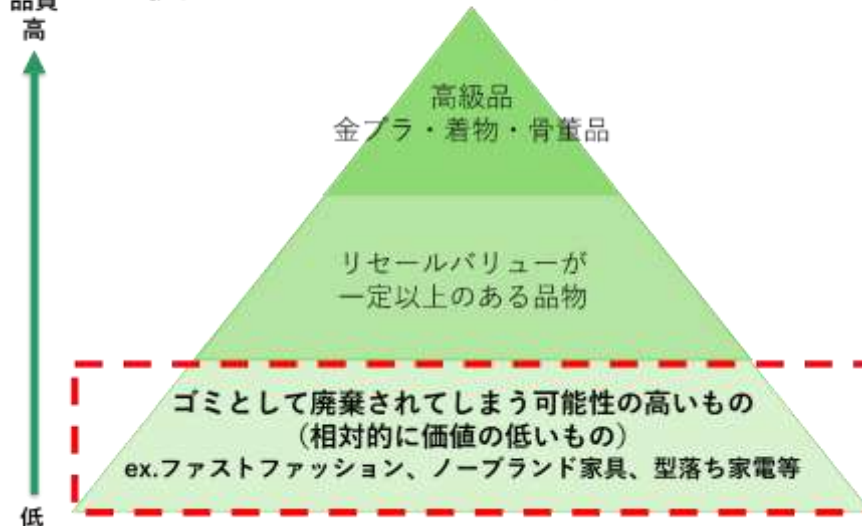 品質
高
高級品
金プラ・着物・骨董品
リセールバリューが
一定以上のある品物
ゴミとして廃棄されてしまう可能性の高いもの
（相対的に価値の低いもの）
ex.ファストファッション、ノーブランド家具、型落ち家電等
低